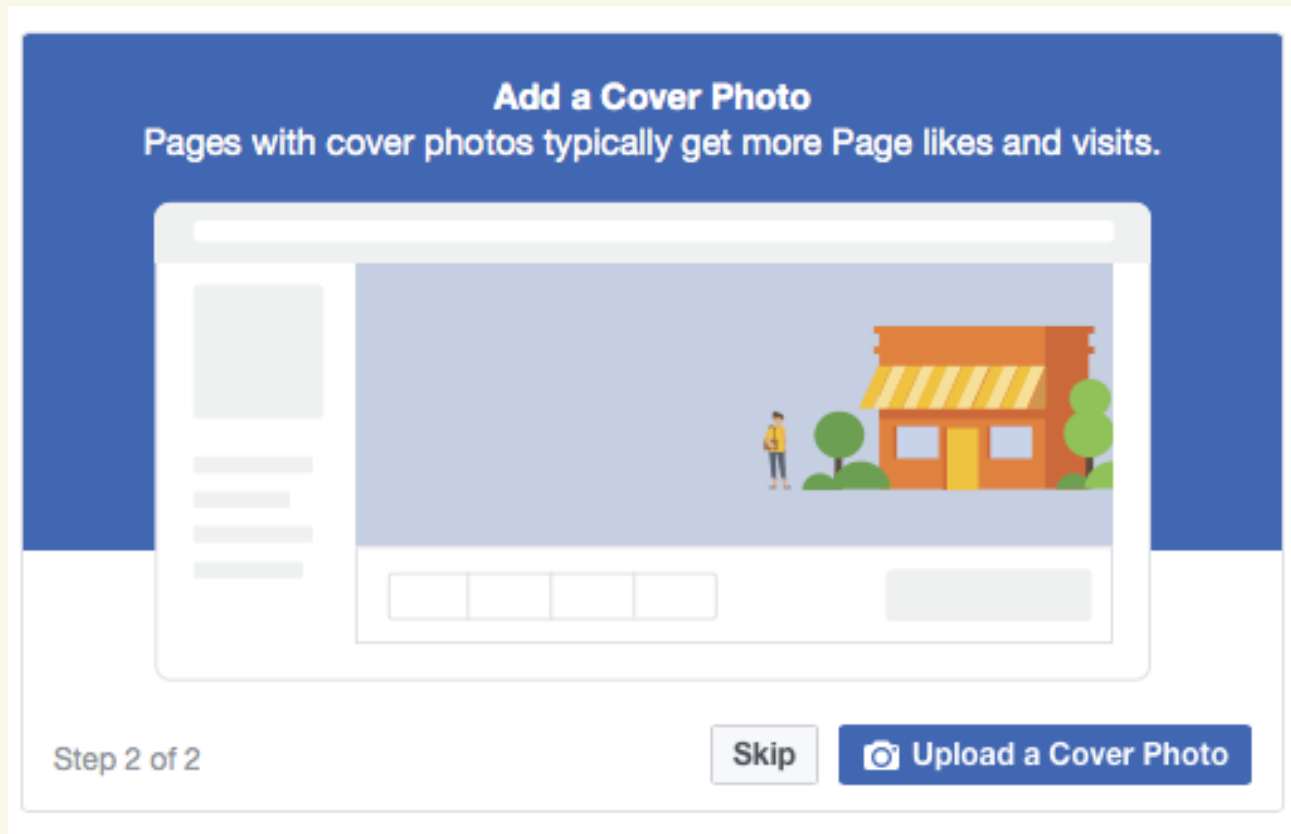 Add a Cover Photo
Pages with cover photos typically get more Page likes and visits.
Step 2 of 2
Skip
Upload a Cover Photo